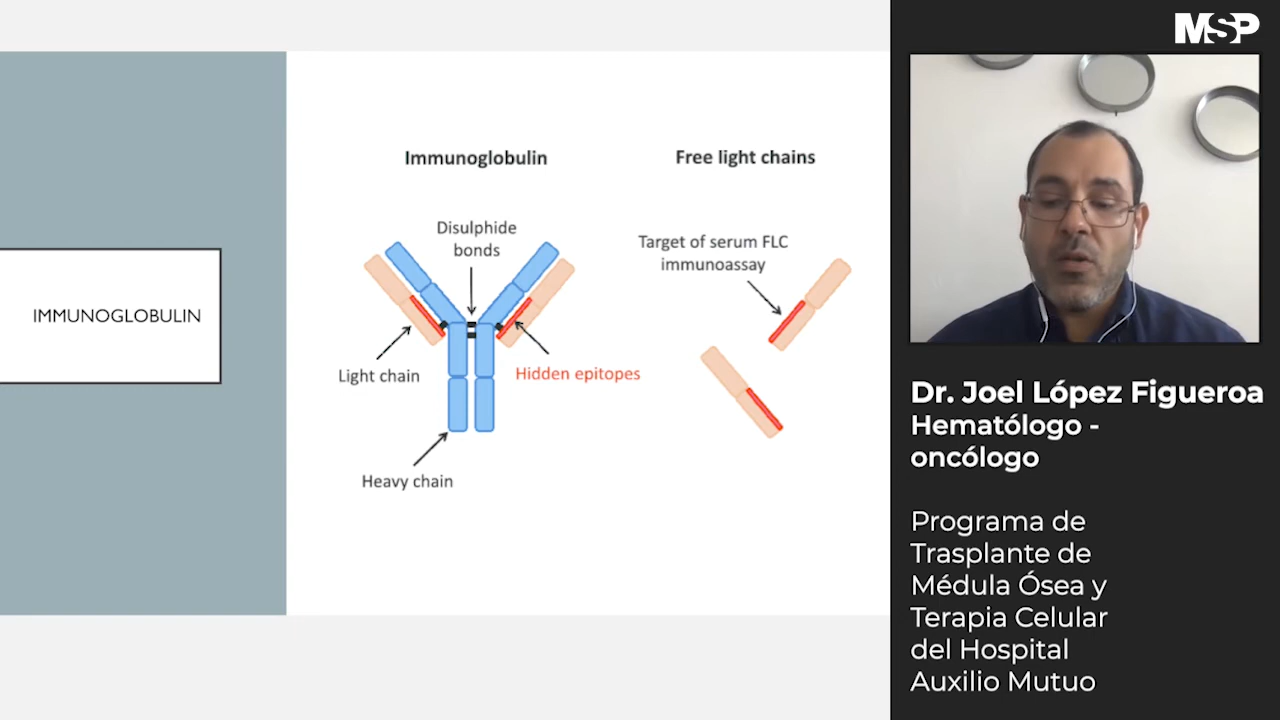 IMMUNOGLOBULIN
Immunoglobulin
Free light chains
Disulphide
bonds
Target of serum FLC
immunoassay
Light chain
Hidden epitopes
Heavy chain
MSP
Dr. Joel López Figueroa
Hematólogo -
oncólogo
Programa de
Trasplante de
Médula Ósea y
Terapia Celular
del Hospital
Auxilio Mutuo